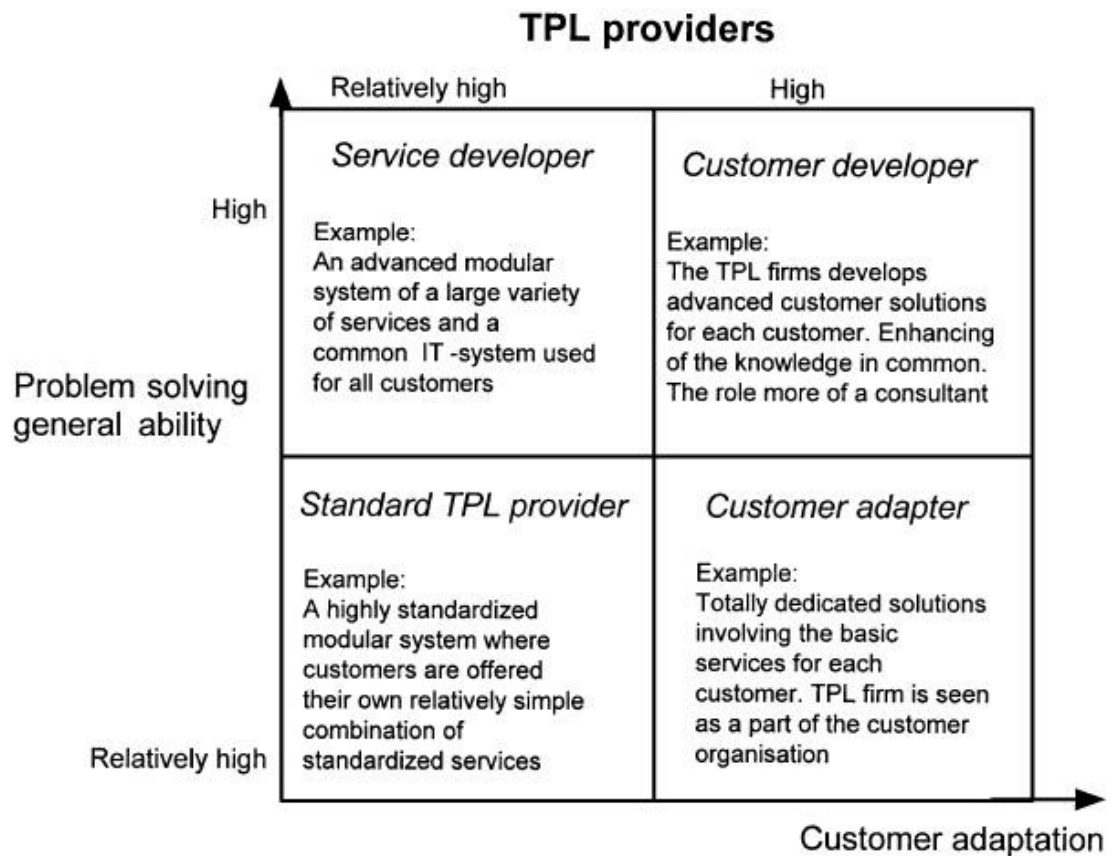 TPL providers
Relatively high
High
Service developer
Example:
An advanced modular
system of a large variety
of services and a
common IT -system used
for all customers
Customer developer
Example:
The TPL firms develops
advanced customer solutions
for each customer. Enhancing
of the knowledge in common.
The role more of a consultant
High
Problem solving
general ability
Standard TPL provider
Example:
A highly standardized
modular system where
customers are offered
their own relatively simple
combination of
standardized services
Customer adapter
Example:
Totally dedicated solutions
involving the basic
services for each
customer. TPL firm is seen
as a part of the customer
organisation
Relatively high
Customer adaptation